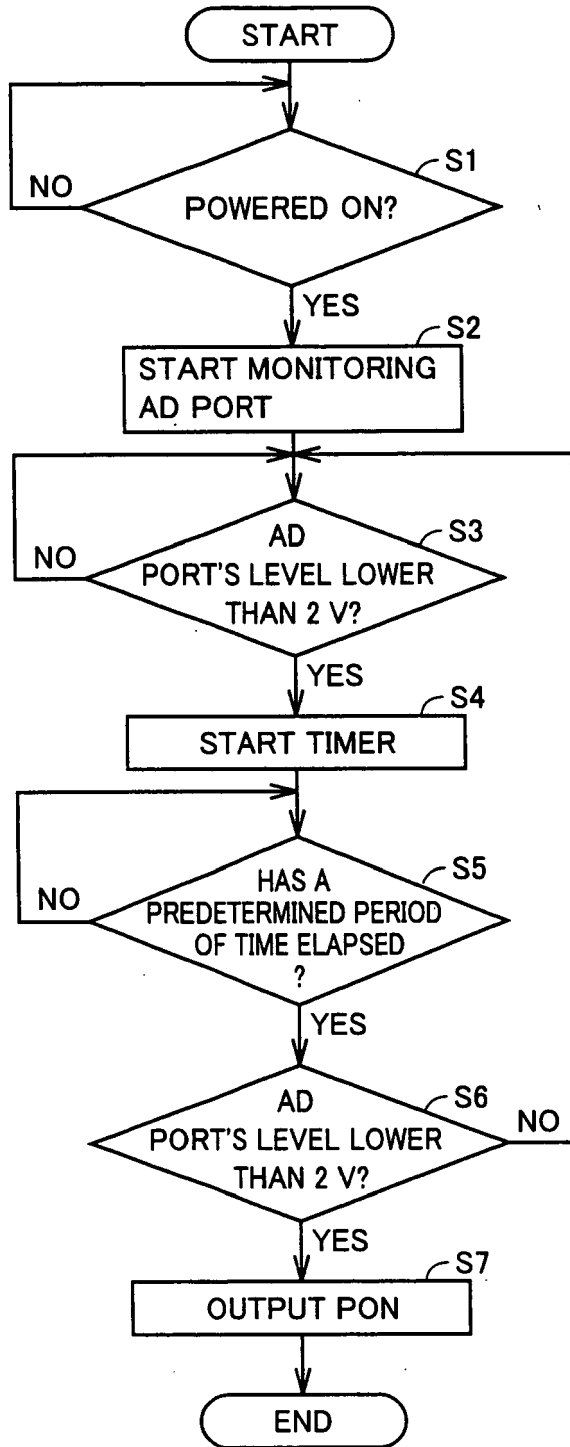 START
S1
NO
POWERED ON?
YES
S2
START MONITORING
AD PORT
S3
AD
NO
PORT'S LEVEL LOWER
THAN 2 V?
YES
S4
START TIMER
S5
HAS A
NO
PREDETERMINED PERIOD
OF TIME ELAPSED
?
YES
S6
AD
NO
PORT'S LEVEL LOWER
THAN 2 V?
YES
S7
OUTPUT PON
END